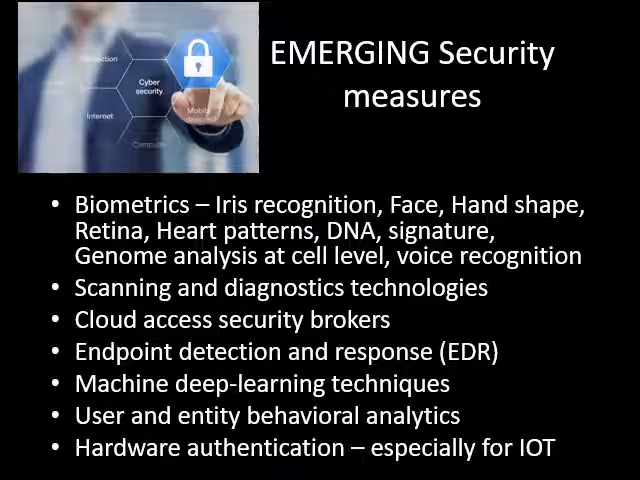 EMERGING Security
measures
Cyber
security
Internet
Mobile
Computer
• Biometrics – Iris recognition, Face, Hand shape,
Retina, Heart patterns, DNA, signature,
Genome analysis at cell level, voice recognition
• Scanning and diagnostics technologies
• Cloud access security brokers
• Endpoint detection and response (EDR)
• Machine deep-learning techniques
• User and entity behavioral analytics
• Hardware authentication – especially for IOT